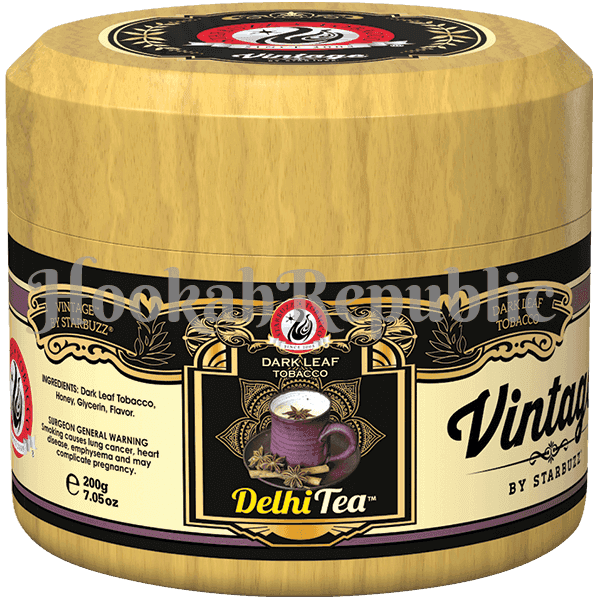 Vintage
HookahRepublic
VINTAGE
BY STARBUZZ®
DARK LEAF
TOBACCO
SINCE 2005
DARK LEAF
TOBACCO
INGREDIENTS: Dark Leaf Tobacco,
Honey, Glycerin, Flavor.
SURGEON GENERAL WARNING
Smoking causes lung cancer, heart
disease, emphysema and may
complicate pregnancy.
e 200g
7.05oz
Delhi Tea™
Vintage
BY STARBUZZ